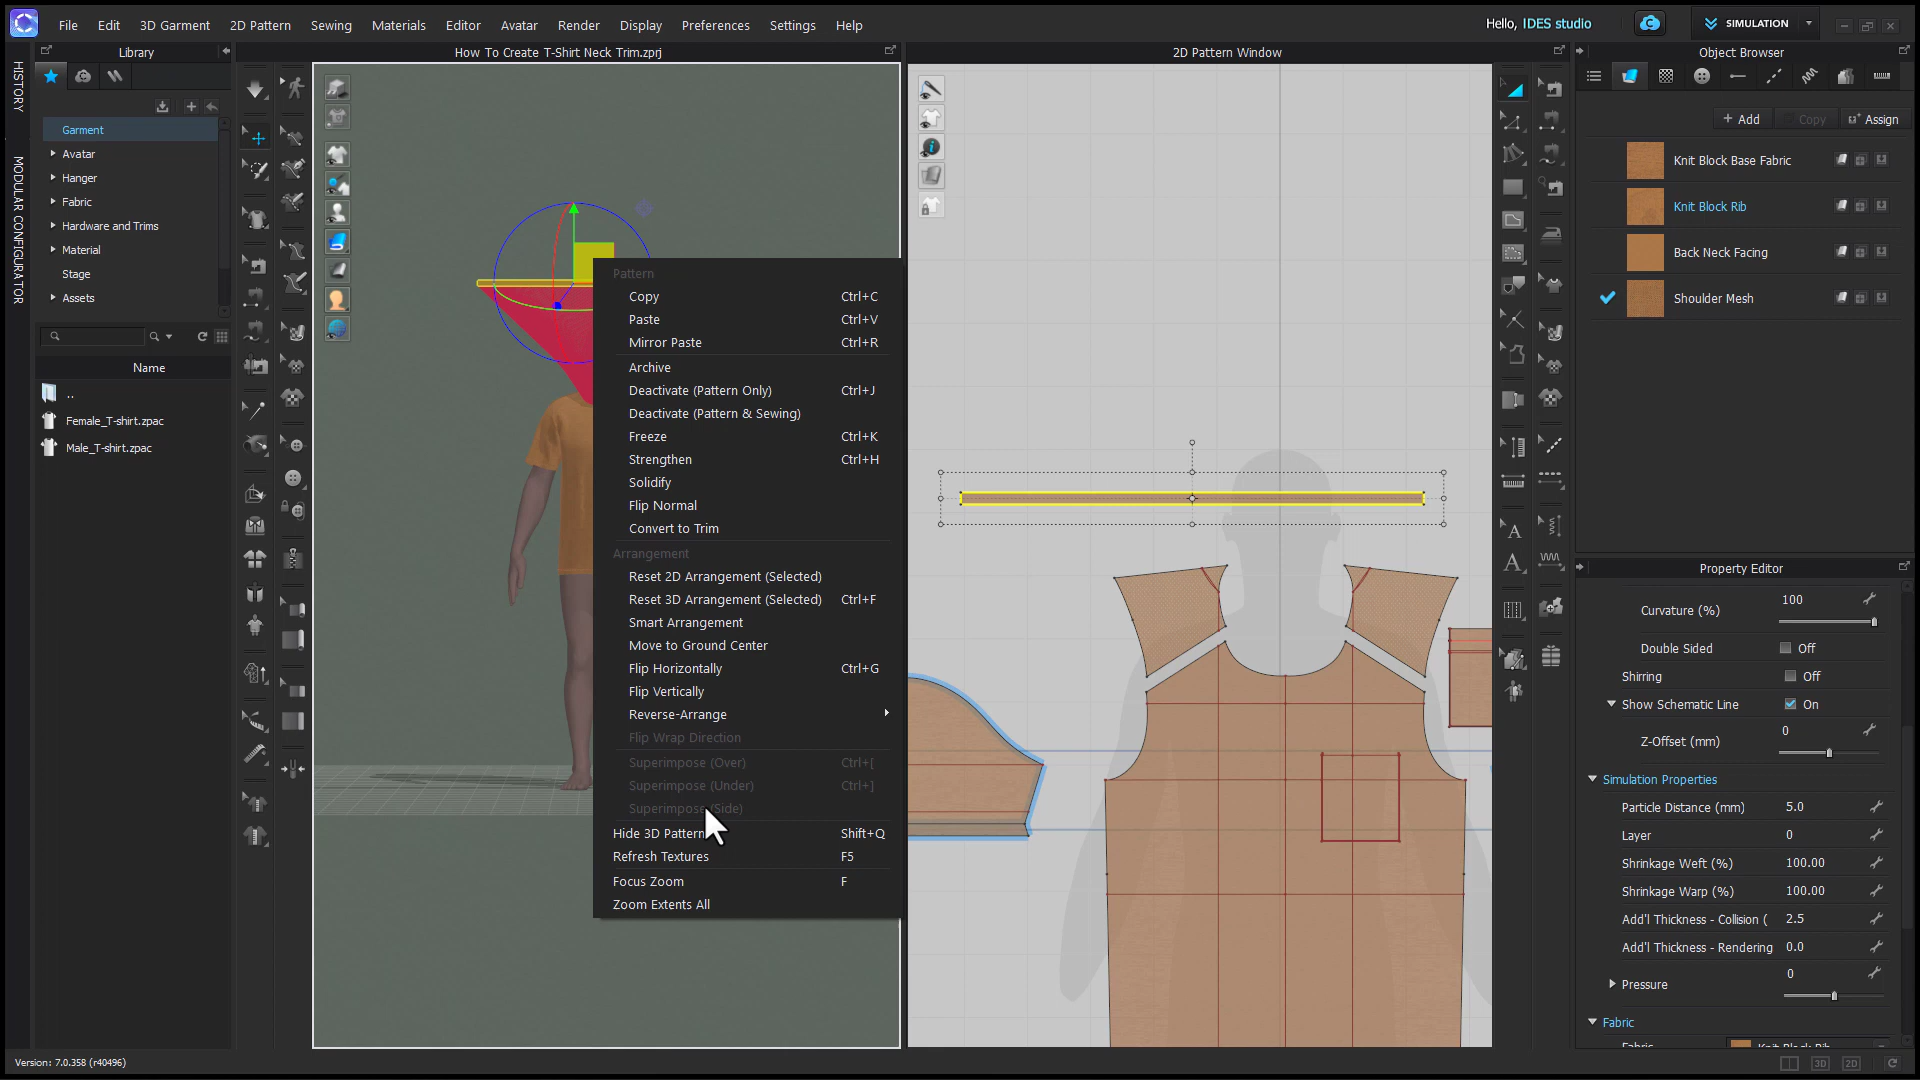 File
Edit
3D Garment
2D Pattern
Sewing
Materials
Editor
Avatar
Render
Display
Preferences
Settings
Help
Hello, IDES studio
SIMULATION
Library
How To Create T-Shirt Neck Trim.zprj
2D Pattern Window
Object Browser
HISTORY
MODULAR CONFIGURATOR
Garment
Avatar
Hanger
Fabric
Hardware and Trims
Material
Stage
Assets
Name
..
Female_T-shirt.zpac
Male_T-shirt.zpac
Pattern
Copy Ctrl+C
Paste Ctrl+V
Mirror Paste Ctrl+R
Archive
Deactivate (Pattern Only) Ctrl+J
Deactivate (Pattern & Sewing)
Freeze Ctrl+K
Strengthen Ctrl+H
Solidify
Flip Normal
Convert to Trim
Arrangement
Reset 2D Arrangement (Selected)
Reset 3D Arrangement (Selected) Ctrl+F
Smart Arrangement
Move to Ground Center
Flip Horizontally Ctrl+G
Flip Vertically
Reverse-Arrange
Flip Wrap Direction
Superimpose (Over) Ctrl+[
Superimpose (Under) Ctrl+]
Superimpose (Side)
Hide 3D Pattern Shift+Q
Refresh Textures F5
Focus Zoom F
Zoom Extents All
+ Add
Copy
Assign
Knit Block Base Fabric
Knit Block Rib
Back Neck Facing
Shoulder Mesh
Property Editor
Curvature (%) 100
Double Sided Off
Shirring Off
Show Schematic Line On
Z-Offset (mm) 0
Simulation Properties
Particle Distance (mm) 5.0
Layer 0
Shrinkage Weft (%) 100.00
Shrinkage Warp (%) 100.00
Add'l Thickness - Collision ( 2.5
Add'l Thickness - Rendering 0.0
Pressure 0
Fabric
Fabric Knit Block Rib
Version: 7.0.358 (r40496)
3D
2D